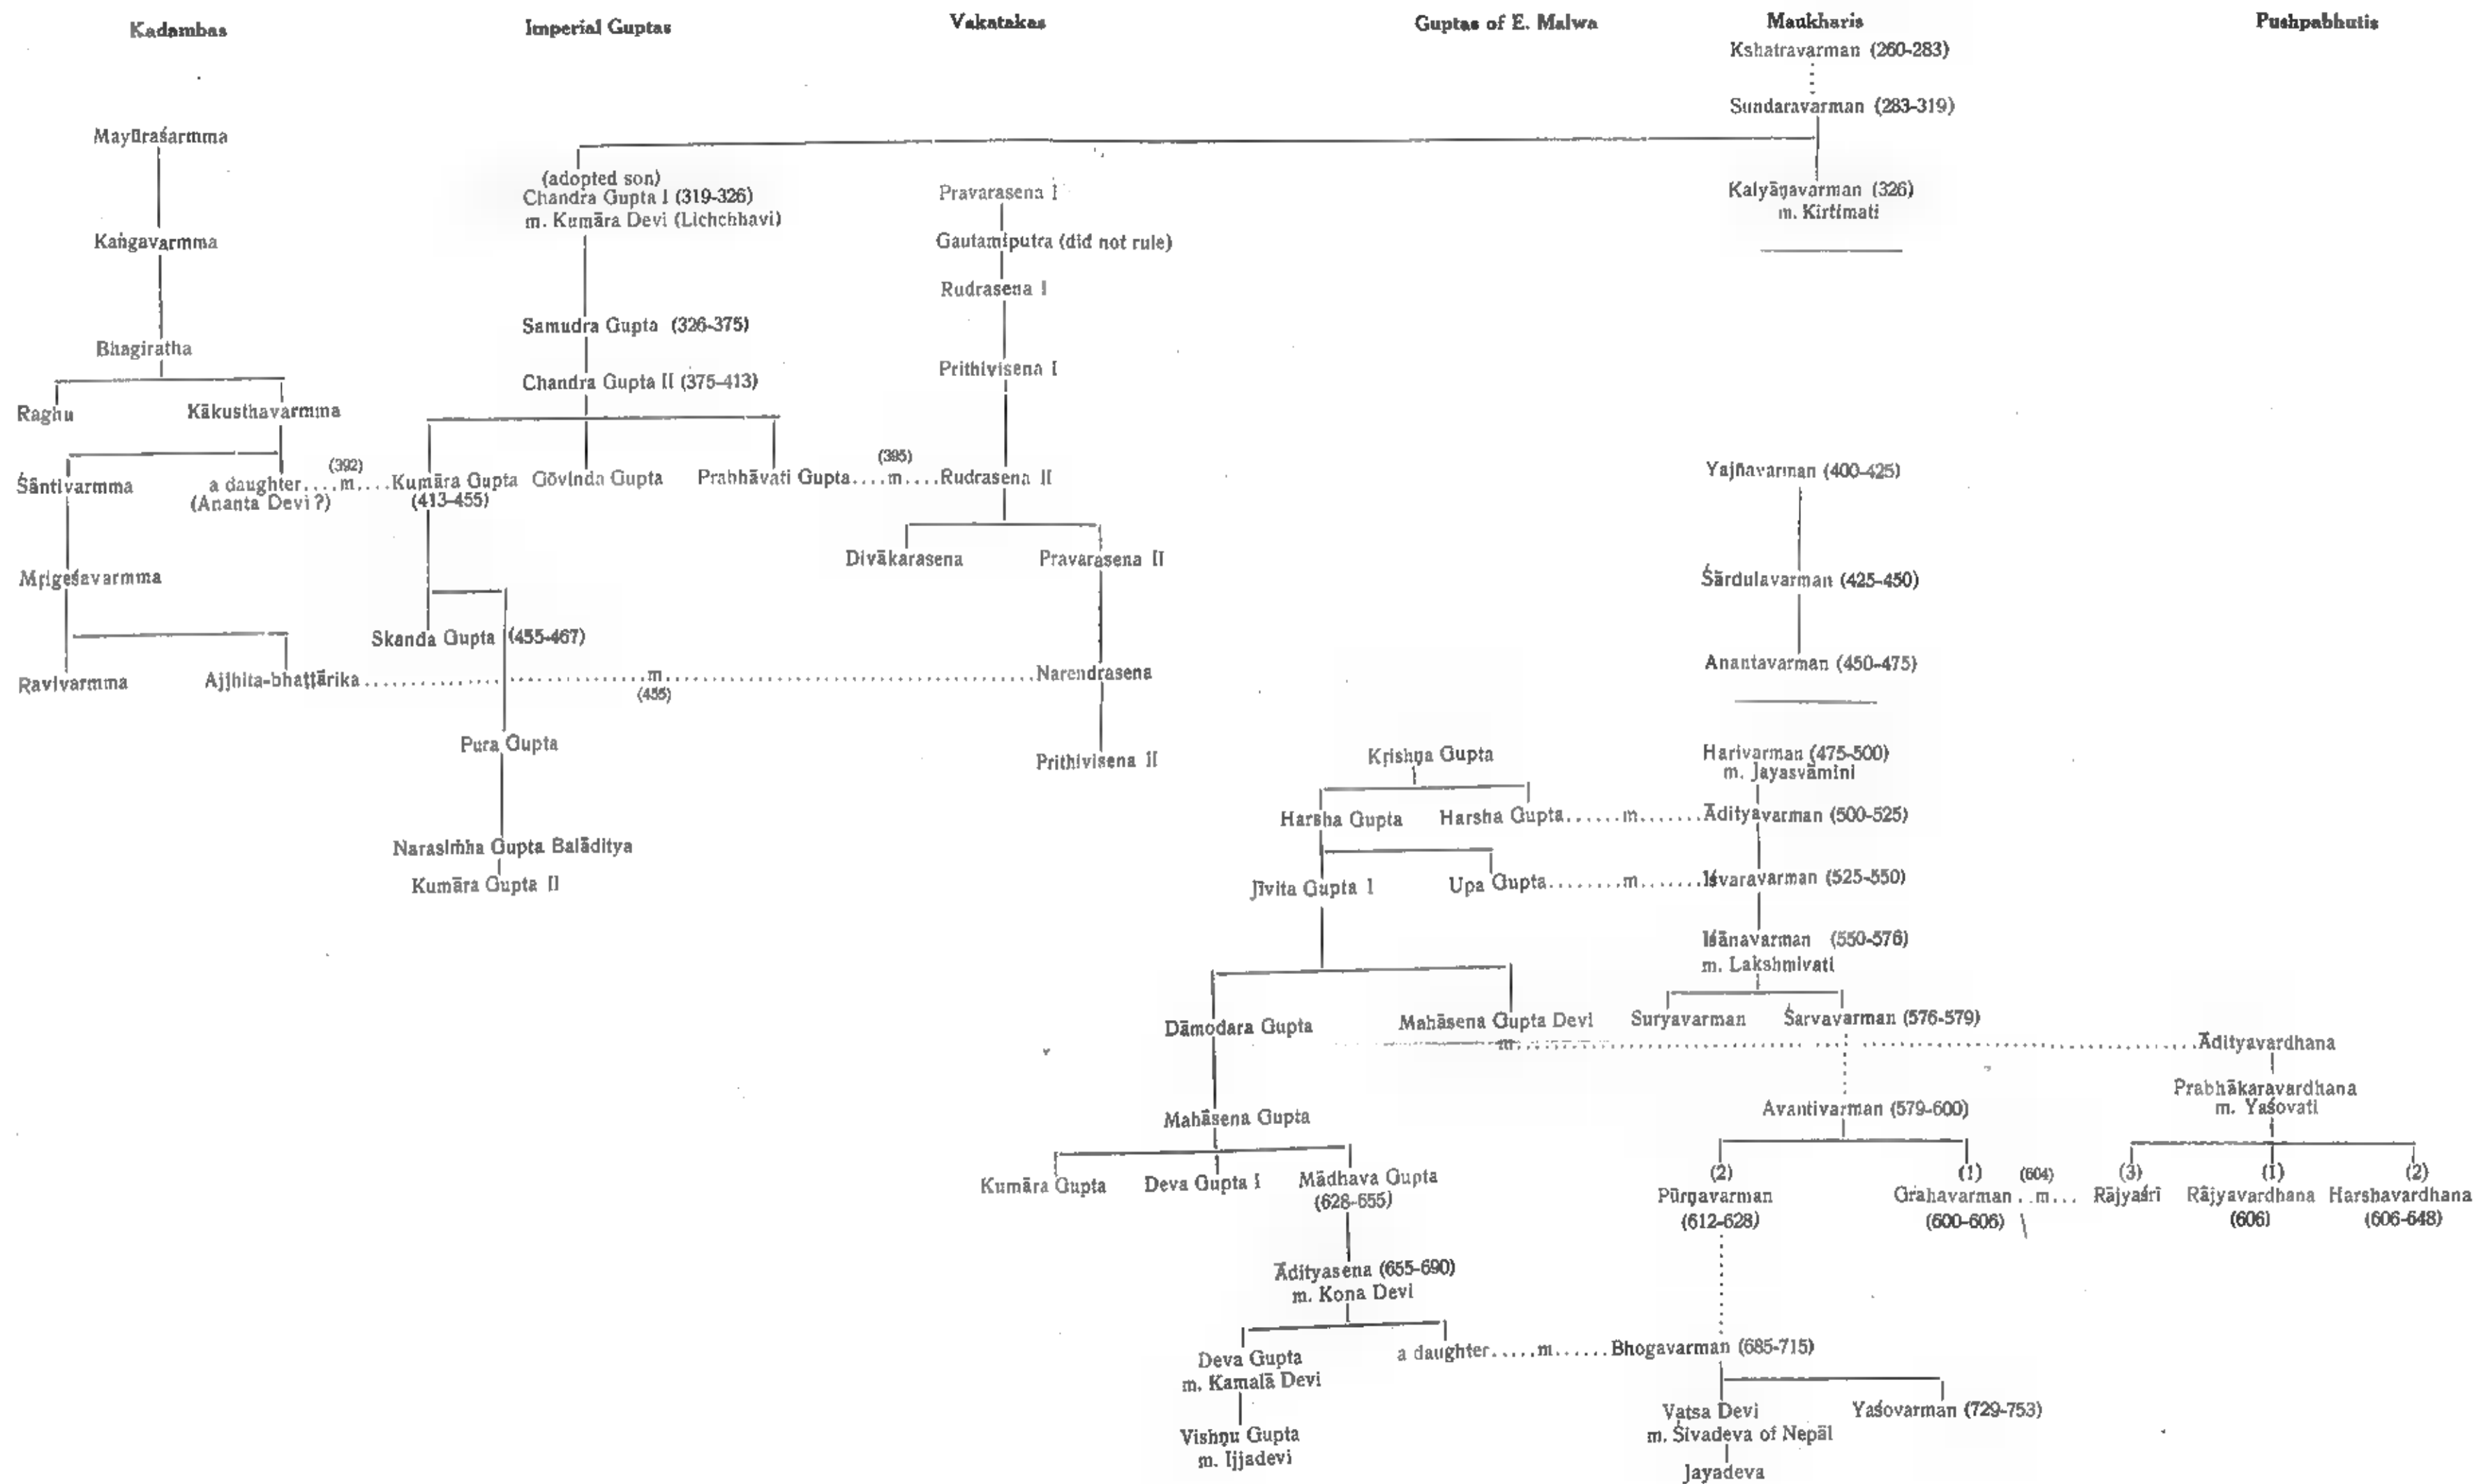 Kadambas
Imperial Guptas
Vakatakas
Guptas of E. Malwa
Maukharis
Pushpabhutis
Kshatravarman (260-283)
Sundaravarman (283-319)
Mayūraśarmma
(adopted son)
Chandra Gupta I (319-326)
m. Kumāra Devi (Lichchhavi)
Pravarasena I
Kalyāṇavarman (326)
m. Kirtimati
Kaṅgavarmma
Gautamiputra (did not rule)
Rudrasena I
Samudra Gupta (326-375)
Bhagiratha
Prithivisena I
Chandra Gupta II (375-413)
Raghu
Kākusthavarmma
Śāntivarmma
a daughter....m....Kumāra Gupta
(392)
(Ananta Devi ?)
(413-455)
Gōvinda Gupta
Prabhāvati Gupta....m....Rudrasena II
(395)
Yajñavarman (400-425)
Divākarasena
Pravarasena II
Mṛigeśavarmma
Śārdulavarman (425-450)
Skanda Gupta (455-467)
Ravivarmma
Ajjhita-bhaṭṭārika....m....Narendrasena
(455)
Anantavarman (450-475)
Pura Gupta
Prithivisena II
Kṛishṇa Gupta
Harivarman (475-500)
m. Jayasvāmini
Harsha Gupta
Harsha Gupta......m.......Ādityavarman (500-525)
Narasiṁha Gupta Balāditya
Kumāra Gupta II
Jīvita Gupta I
Upa Gupta........m.......Iśvaravarman (525-550)
Iśānavarman (550-576)
m. Lakshmivati
Dāmodara Gupta
Mahāsena Gupta Devi
Suryavarman
Śarvavarman (576-579)
m....Ādityavardhana
Prabhākaravardhana
m. Yaśovati
Mahāsena Gupta
Avantivarman (579-600)
Kumāra Gupta
Deva Gupta I
Mādhava Gupta
(628-655)
(2)
Pūrṇavarman
(612-628)
(1)
(604)
(3)
(1)
(2)
Grahavarman..m...Rājyaśrī
(600-606)
Rājyavardhana
(606)
Harshavardhana
(606-648)
Ādityasena (655-690)
m. Kona Devi
Deva Gupta
m. Kamalā Devi
a daughter.....m......Bhogavarman (685-715)
Vishṇu Gupta
m. Ijjadevi
Vatsa Devi
m. Śivadeva of Nepāl
Yaśovarman (729-753)
Jayadeva